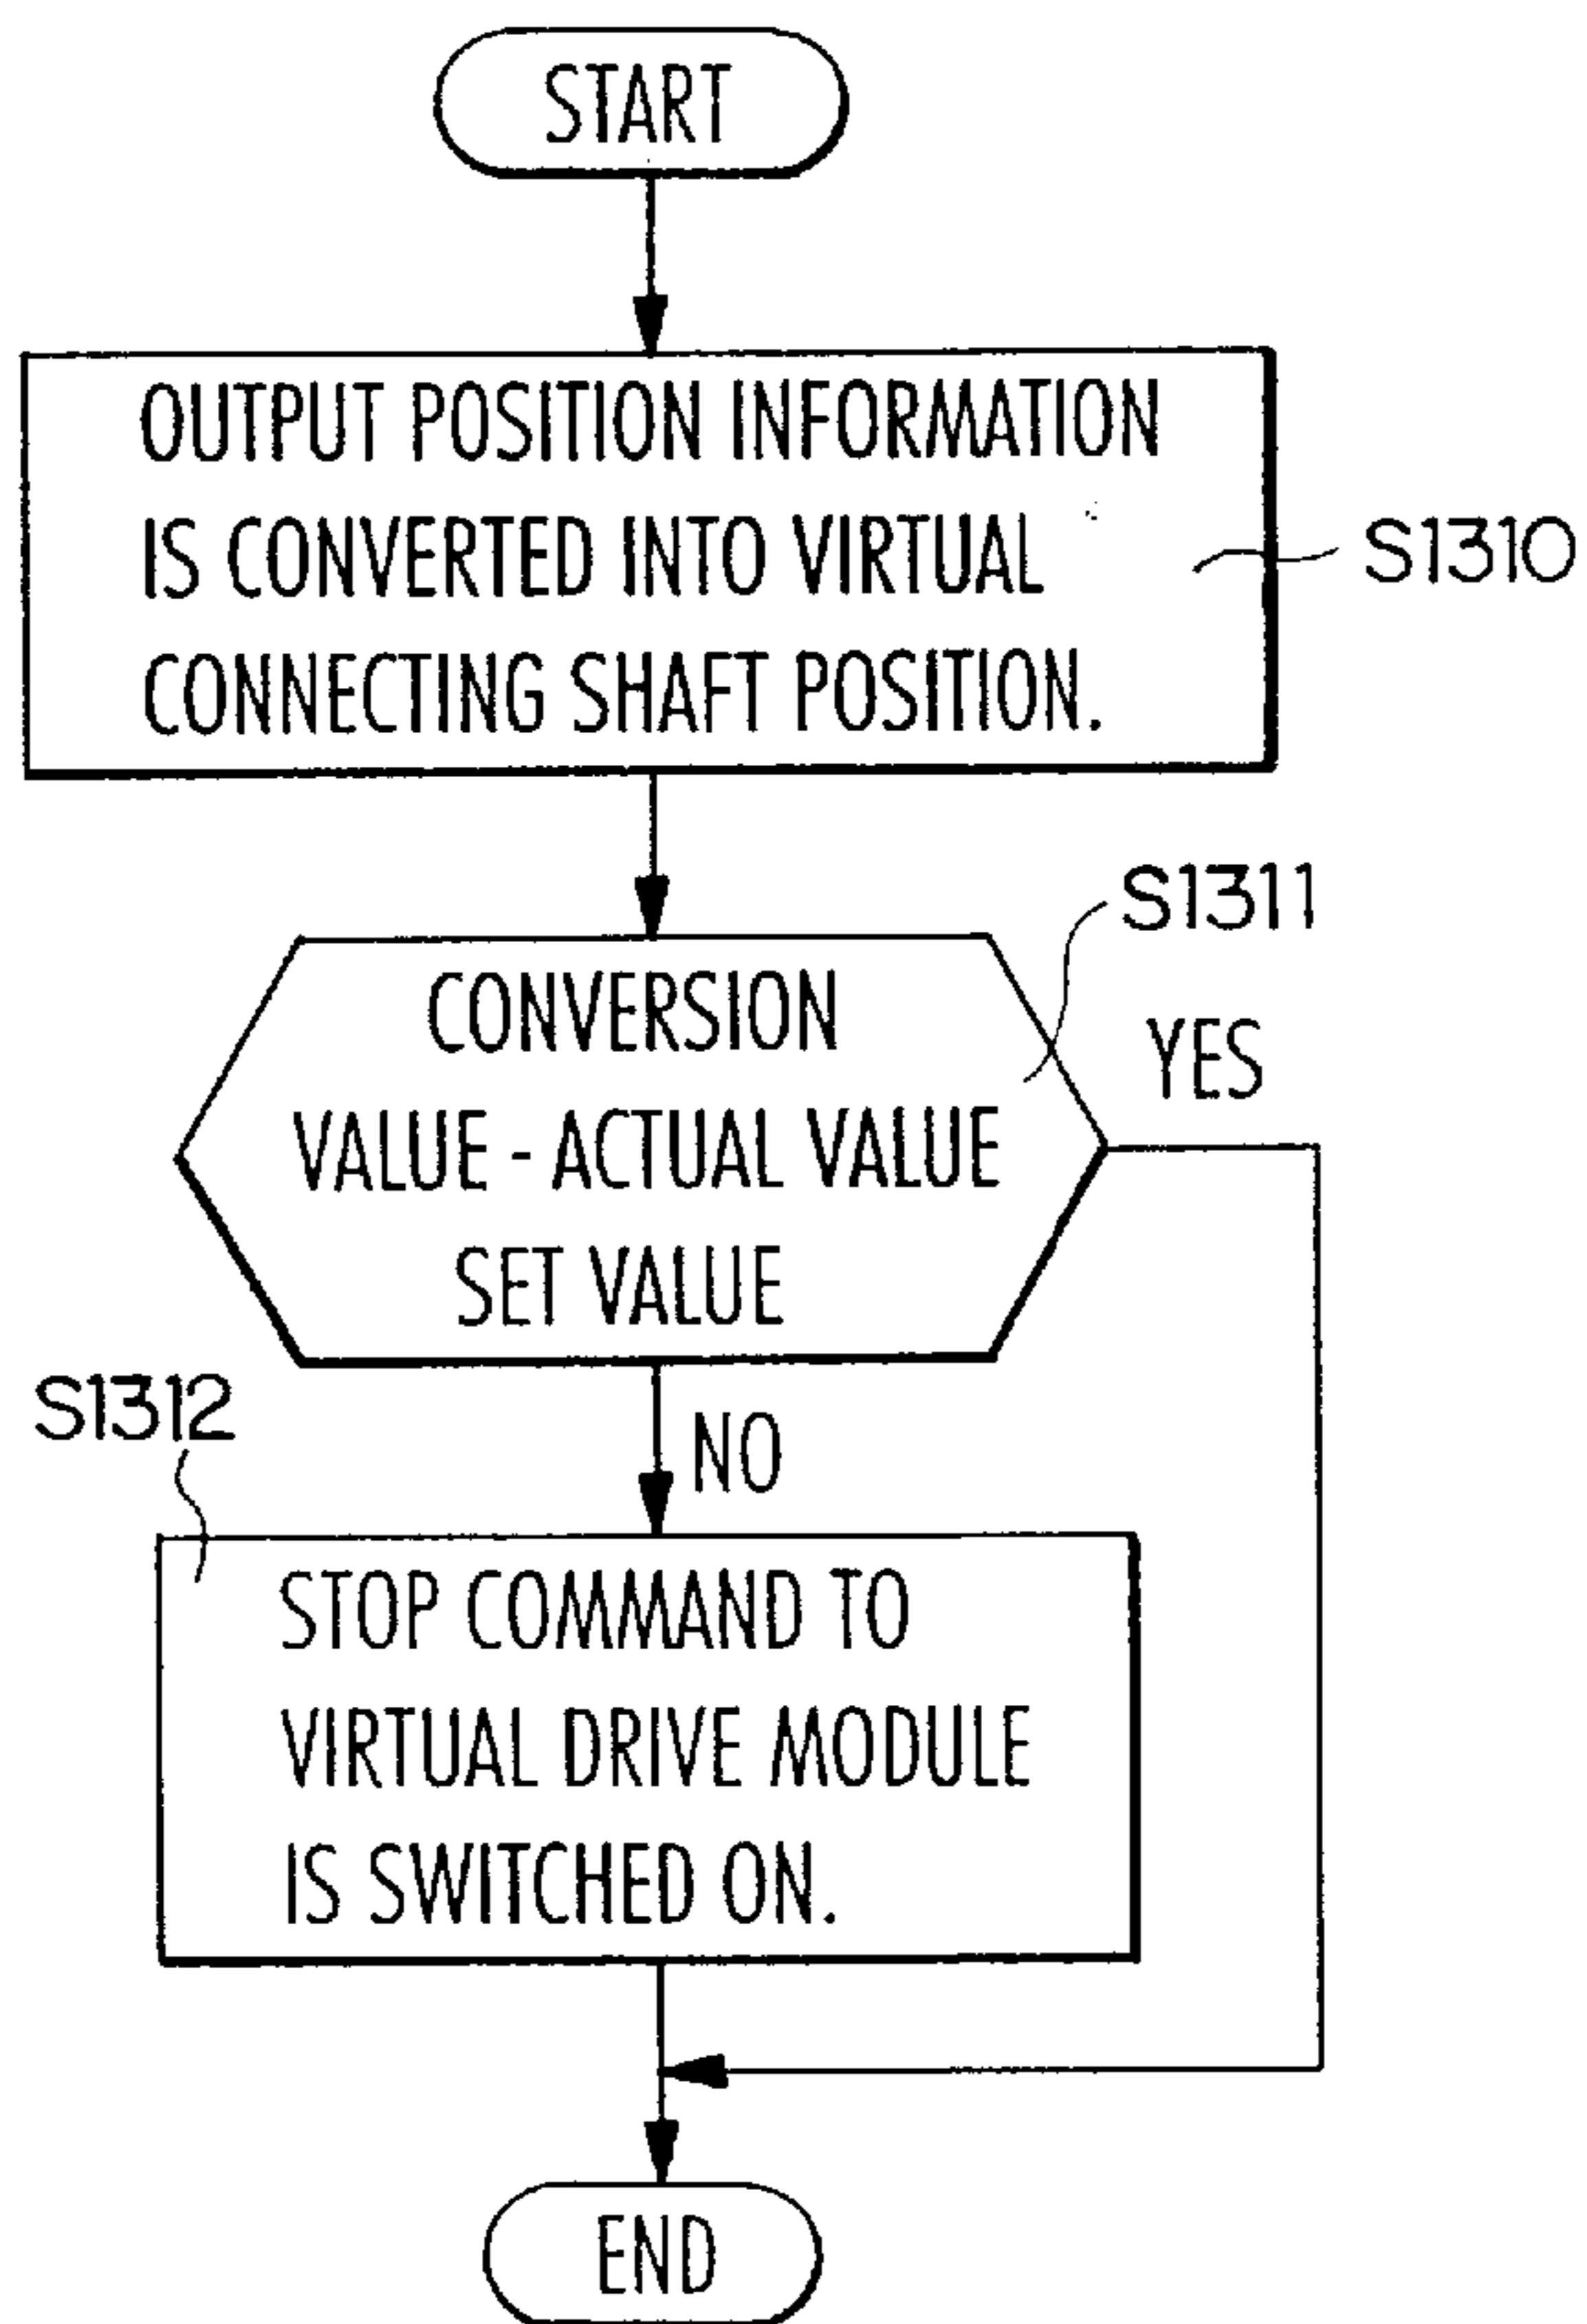 START
OUTPUT POSITION INFORMATION
IS CONVERTED INTO VIRTUAL
CONNECTING SHAFT POSITION.
S1310
S1311
CONVERSION
VALUE - ACTUAL VALUE
SET VALUE
YES
NO
S1312
STOP COMMAND TO
VIRTUAL DRIVE MODULE
IS SWITCHED ON.
END